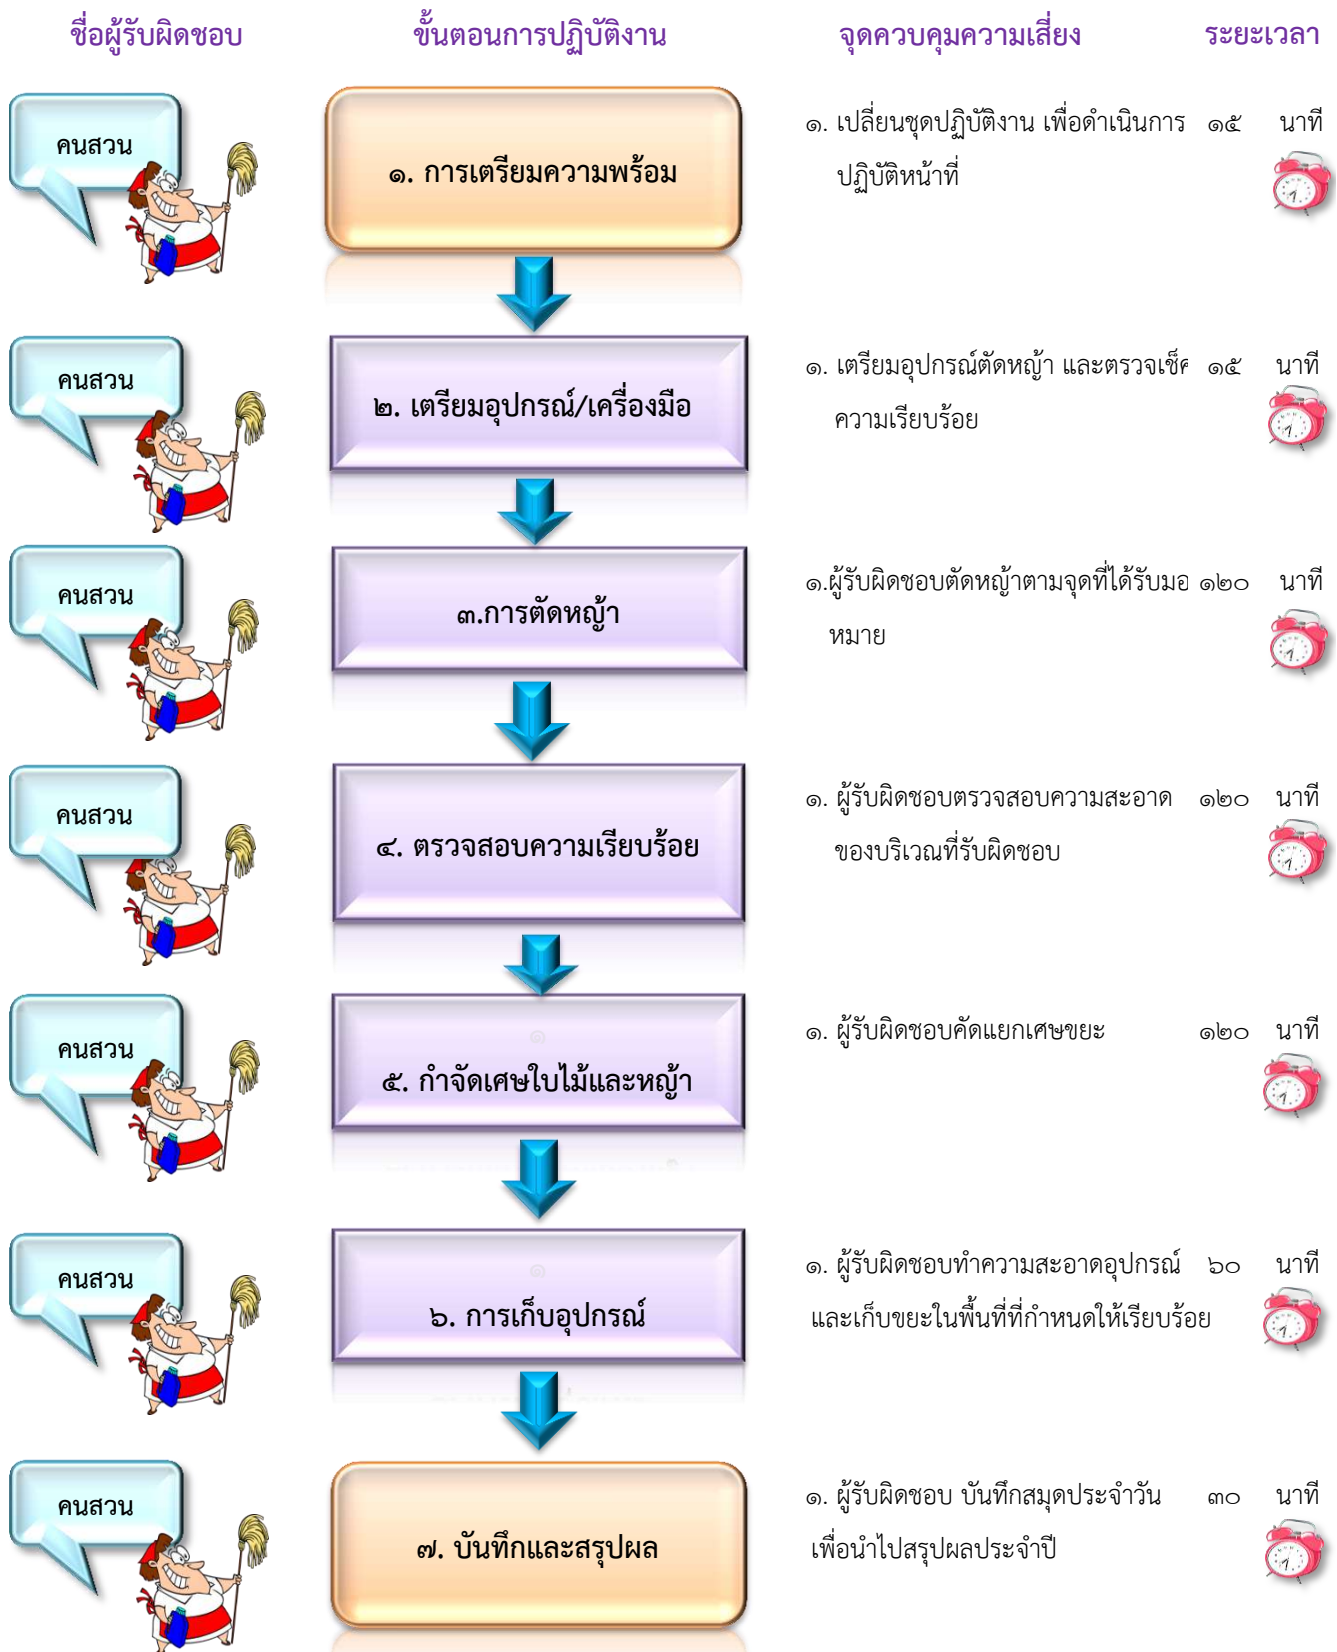 ชื่อผู้รับผิดชอบ ขั้นตอนการปฏิบัติงาน จุดควบคุมความเสี่ยง ระยะเวลา
คนสวน
๑. การเตรียมความพร้อม
๑. เปลี่ยนชุดปฏิบัติงาน เพื่อดำเนินการ ๑๕ นาที
ปฏิบัติหน้าที่
คนสวน
๒. เตรียมอุปกรณ์/เครื่องมือ
๑. เตรียมอุปกรณ์ตัดหญ้า และตรวจเช็ค ๑๕ นาที
ความเรียบร้อย
คนสวน
๓.การตัดหญ้า
๑.ผู้รับผิดชอบตัดหญ้าตามจุดที่ได้รับมอ ๑๒๐ นาที
หมาย
คนสวน
๔. ตรวจสอบความเรียบร้อย
๑. ผู้รับผิดชอบตรวจสอบความสะอาด ๑๒๐ นาที
ของบริเวณที่รับผิดชอบ
คนสวน
๑
๕. กำจัดเศษใบไม้และหญ้า
๑. ผู้รับผิดชอบคัดแยกเศษขยะ ๑๒๐ นาที
คนสวน
๑
๖. การเก็บอุปกรณ์
๑. ผู้รับผิดชอบทำความสะอาดอุปกรณ์ ๖๐ นาที
และเก็บขยะในพื้นที่ที่กำหนดให้เรียบร้อย
คนสวน
๗. บันทึกและสรุปผล
๑. ผู้รับผิดชอบ บันทึกสมุดประจำวัน ๓๐ นาที
เพื่อนำไปสรุปผลประจำปี